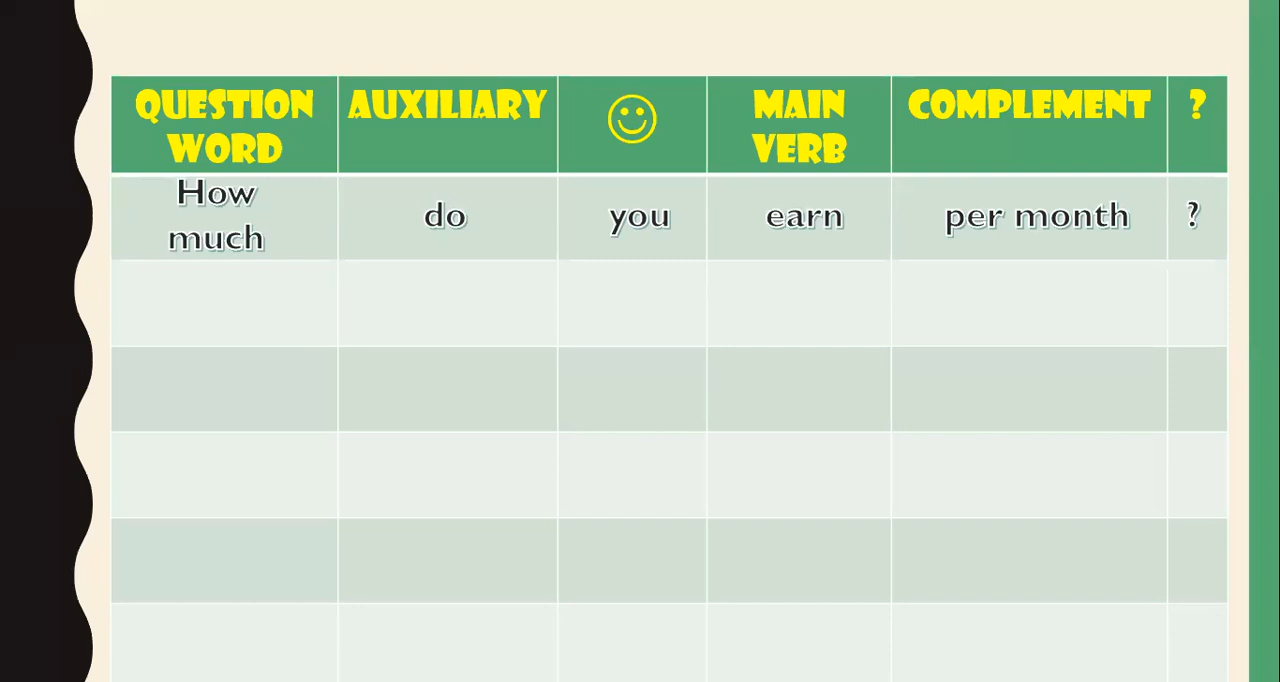 QUESTION WORD AUXILIARY MAIN VERB COMPLEMENT ?
How much do you earn per month ?